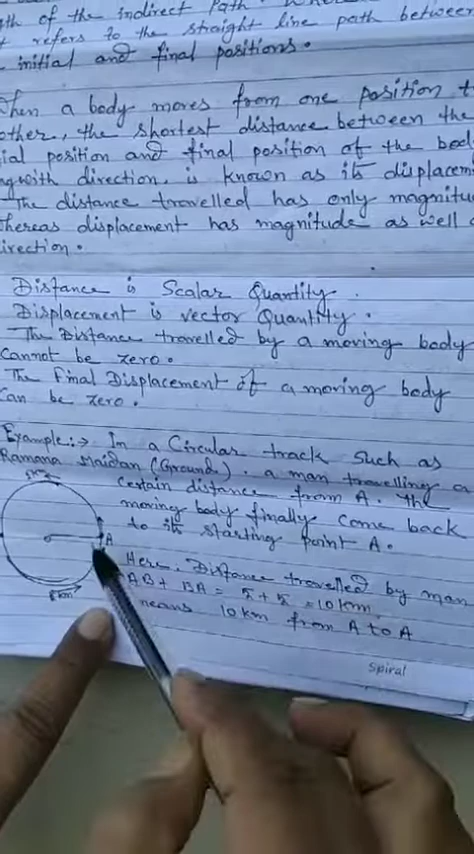 of the indirect Path.
refers to the straight line path between
initial and final positions.
When a body moves from one position t
other, the shortest distance between the
ial position and final position of the bod
ng with direction, is known as its displacem
The distance travelled has only magnitu
whereas displacement has magnitude as well
irection.
Distance is Scalar Quantity.
Displacement is vector Quantity.
The Distance travelled by a moving body
cannot be zero.
The Final Displacement of a moving body
can be zero.
Example:→ In a Circular track such as
Ramana Maidan (Ground). a man travelling a
certain distance from A. The
moving body finally come back
to its starting point A.
A
Here, Distance travelled by man
AB + BA = 5 + 5 = 10 km
means 10 km from A to A
Spiral